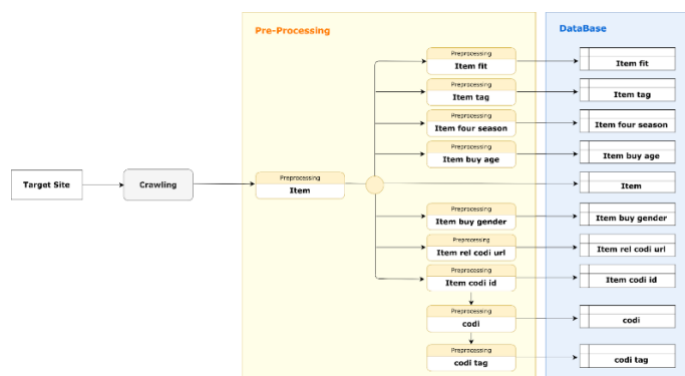 Pre-Processing
DataBase
Preprocessing
Item fit
Item fit
Preprocessing
Item tag
Item tag
Preprocessing
Item four season
Item four season
Preprocessing
Item buy age
Item buy age
Target Site
Crawling
Preprocessing
Item
Item
Preprocessing
Item buy gender
Item buy gender
Preprocessing
Item rel codi url
Item rel codi url
Preprocessing
Item codi id
Item codi id
Preprocessing
codi
codi
Preprocessing
codi tag
codi tag